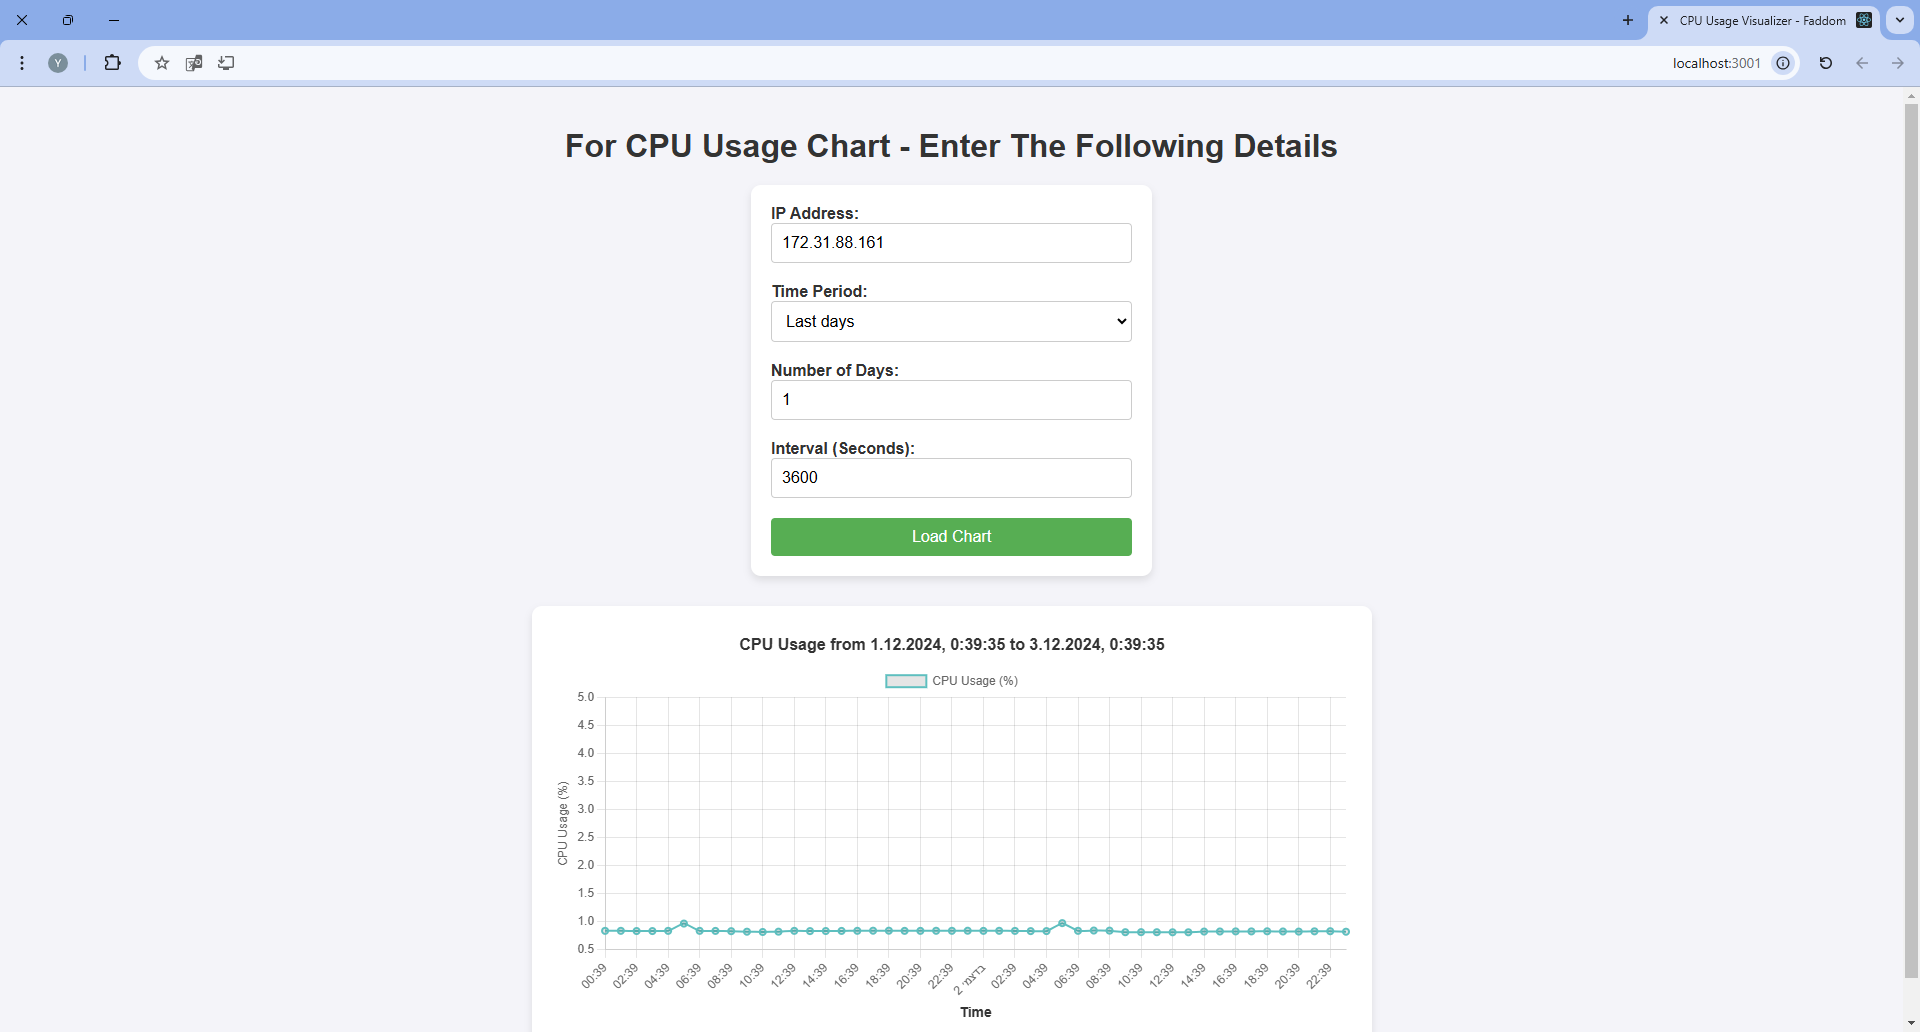 CPU Usage Visualizer - Faddom
Y
localhost:3001
For CPU Usage Chart - Enter The Following Details
IP Address:
172.31.88.161
Time Period:
Last days
Number of Days:
1
Interval (Seconds):
3600
Load Chart
CPU Usage from 1.12.2024, 0:39:35 to 3.12.2024, 0:39:35
CPU Usage (%)
CPU Usage (%)
5.0
4.5
4.0
3.5
3.0
2.5
2.0
1.5
1.0
0.5
00:39 02:39 04:39 06:39 08:39 10:39 12:39 14:39 16:39 18:39 20:39 22:39 2 בדצמ׳ 02:39 04:39 06:39 08:39 10:39 12:39 14:39 16:39 18:39 20:39 22:39
Time